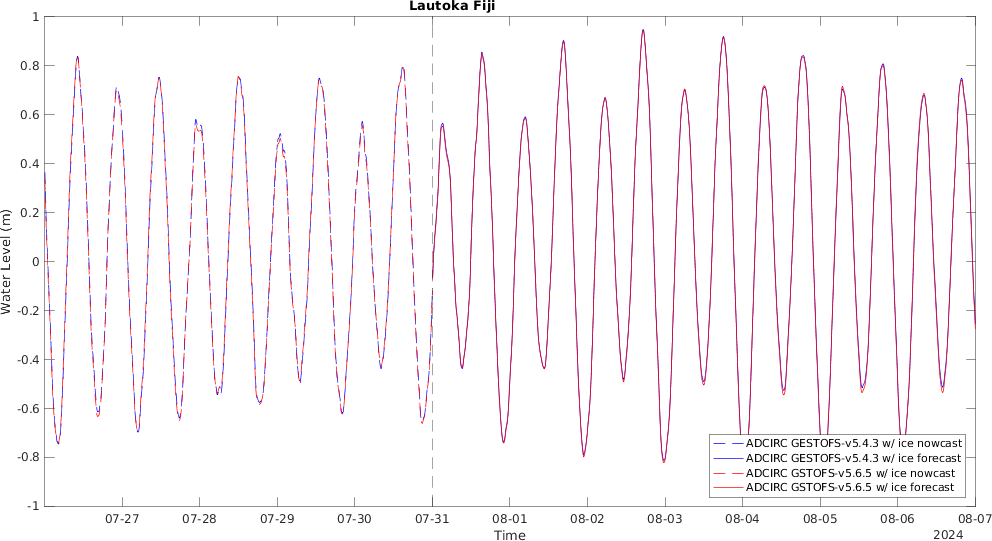 Lautoka Fiji
1
0.8
0.6
0.4
0.2
0
-0.2
-0.4
-0.6
-0.8
-1
Water Level (m)
ADCIRC GESTOFS-v5.4.3 w/ ice nowcast
ADCIRC GESTOFS-v5.4.3 w/ ice forecast
ADCIRC GSTOFS-v5.6.5 w/ ice nowcast
ADCIRC GSTOFS-v5.6.5 w/ ice forecast
07-27 07-28 07-29 07-30 07-31 08-01 08-02 08-03 08-04 08-05 08-06 08-07
Time
2024